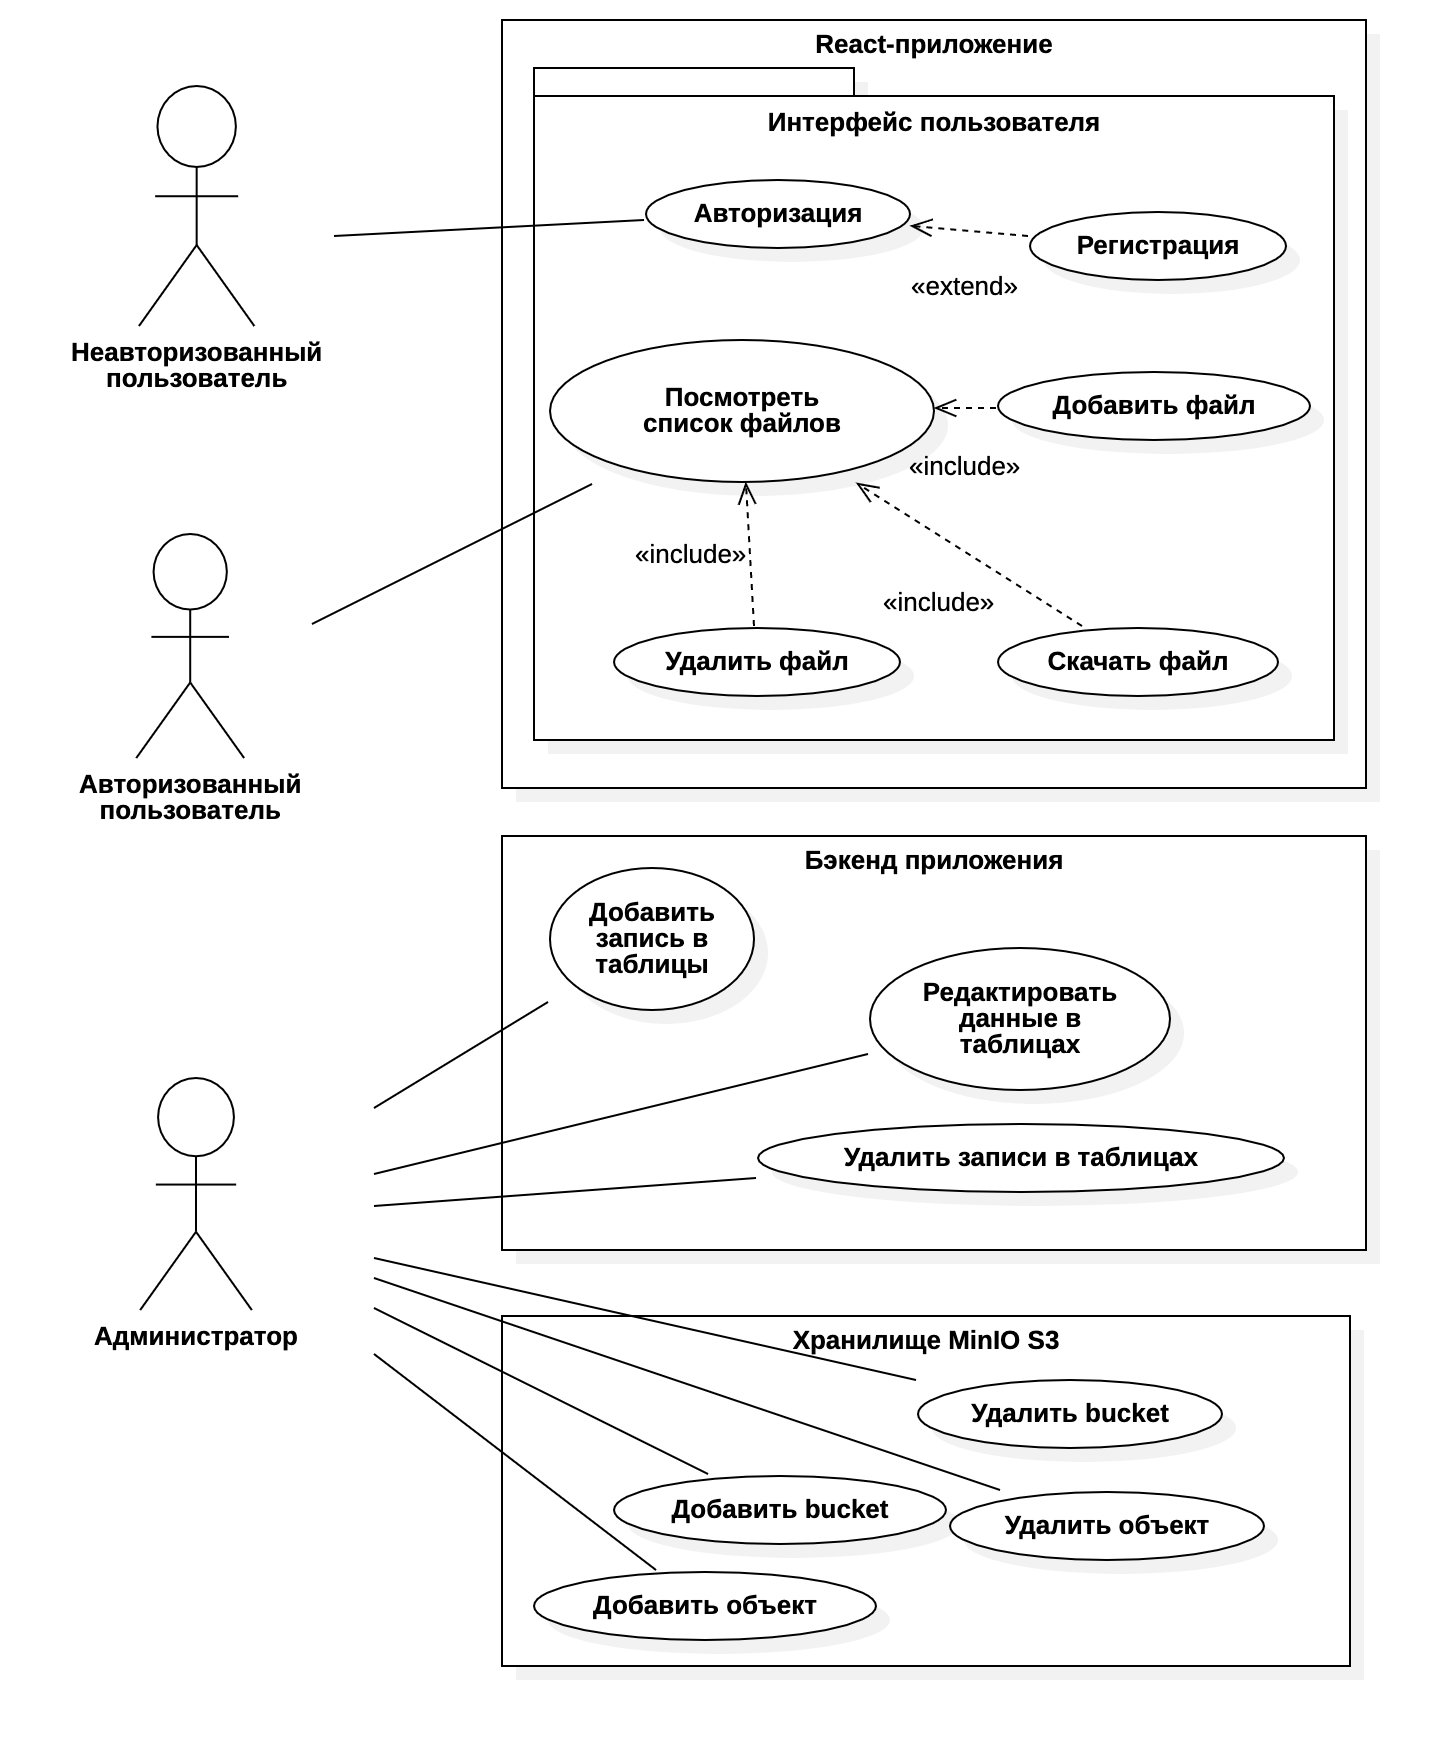 React-приложение
Интерфейс пользователя
Авторизация
Регистрация
«extend»
Неавторизованный
пользователь
Посмотреть
список файлов
Добавить файл
«include»
«include»
«include»
Удалить файл
Скачать файл
Авторизованный
пользователь
Бэкенд приложения
Добавить
запись в
таблицы
Редактировать
данные в
таблицах
Удалить записи в таблицах
Администратор
Хранилище MinIO S3
Удалить bucket
Добавить bucket
Удалить объект
Добавить объект